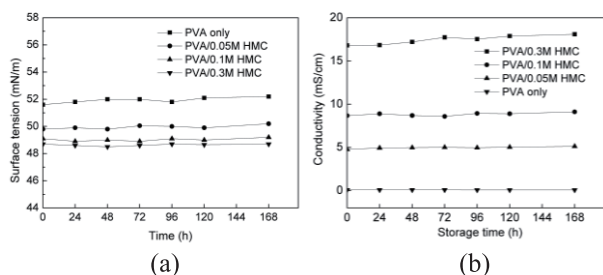 58
56
54
52
50
48
46
44
Surface tension (mN/m)
PVA only
PVA/0.05M HMC
PVA/0.1M HMC
PVA/0.3M HMC
0 24 48 72 96 120 144 168
Time (h)
(a)
20
15
10
5
0
Conductivity (mS/cm)
PVA/0.3M HMC
PVA/0.1M HMC
PVA/0.05M HMC
PVA only
0 24 48 72 96 120 144 168
Storage time (h)
(b)